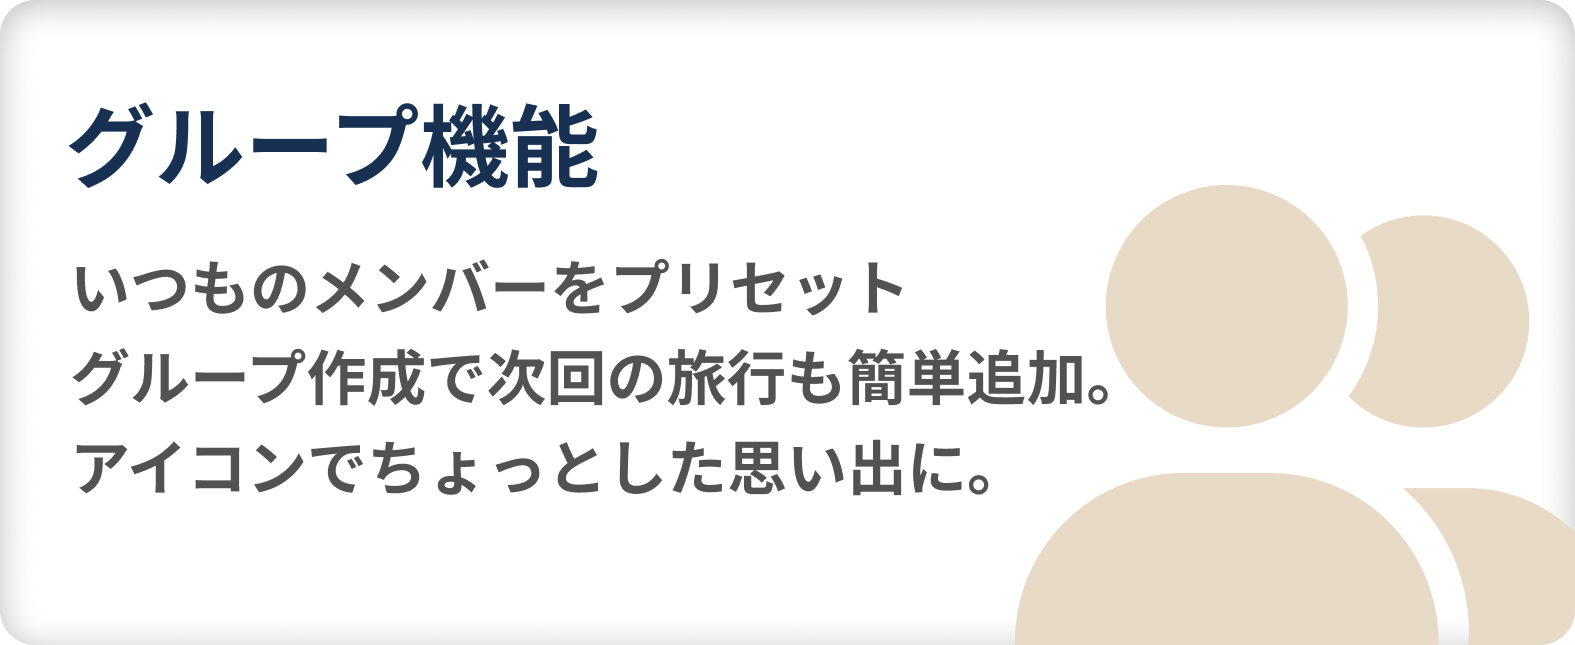 グループ機能
いつものメンバーをプリセット
グループ作成で次回の旅行も簡単追加。
アイコンでちょっとした思い出に。